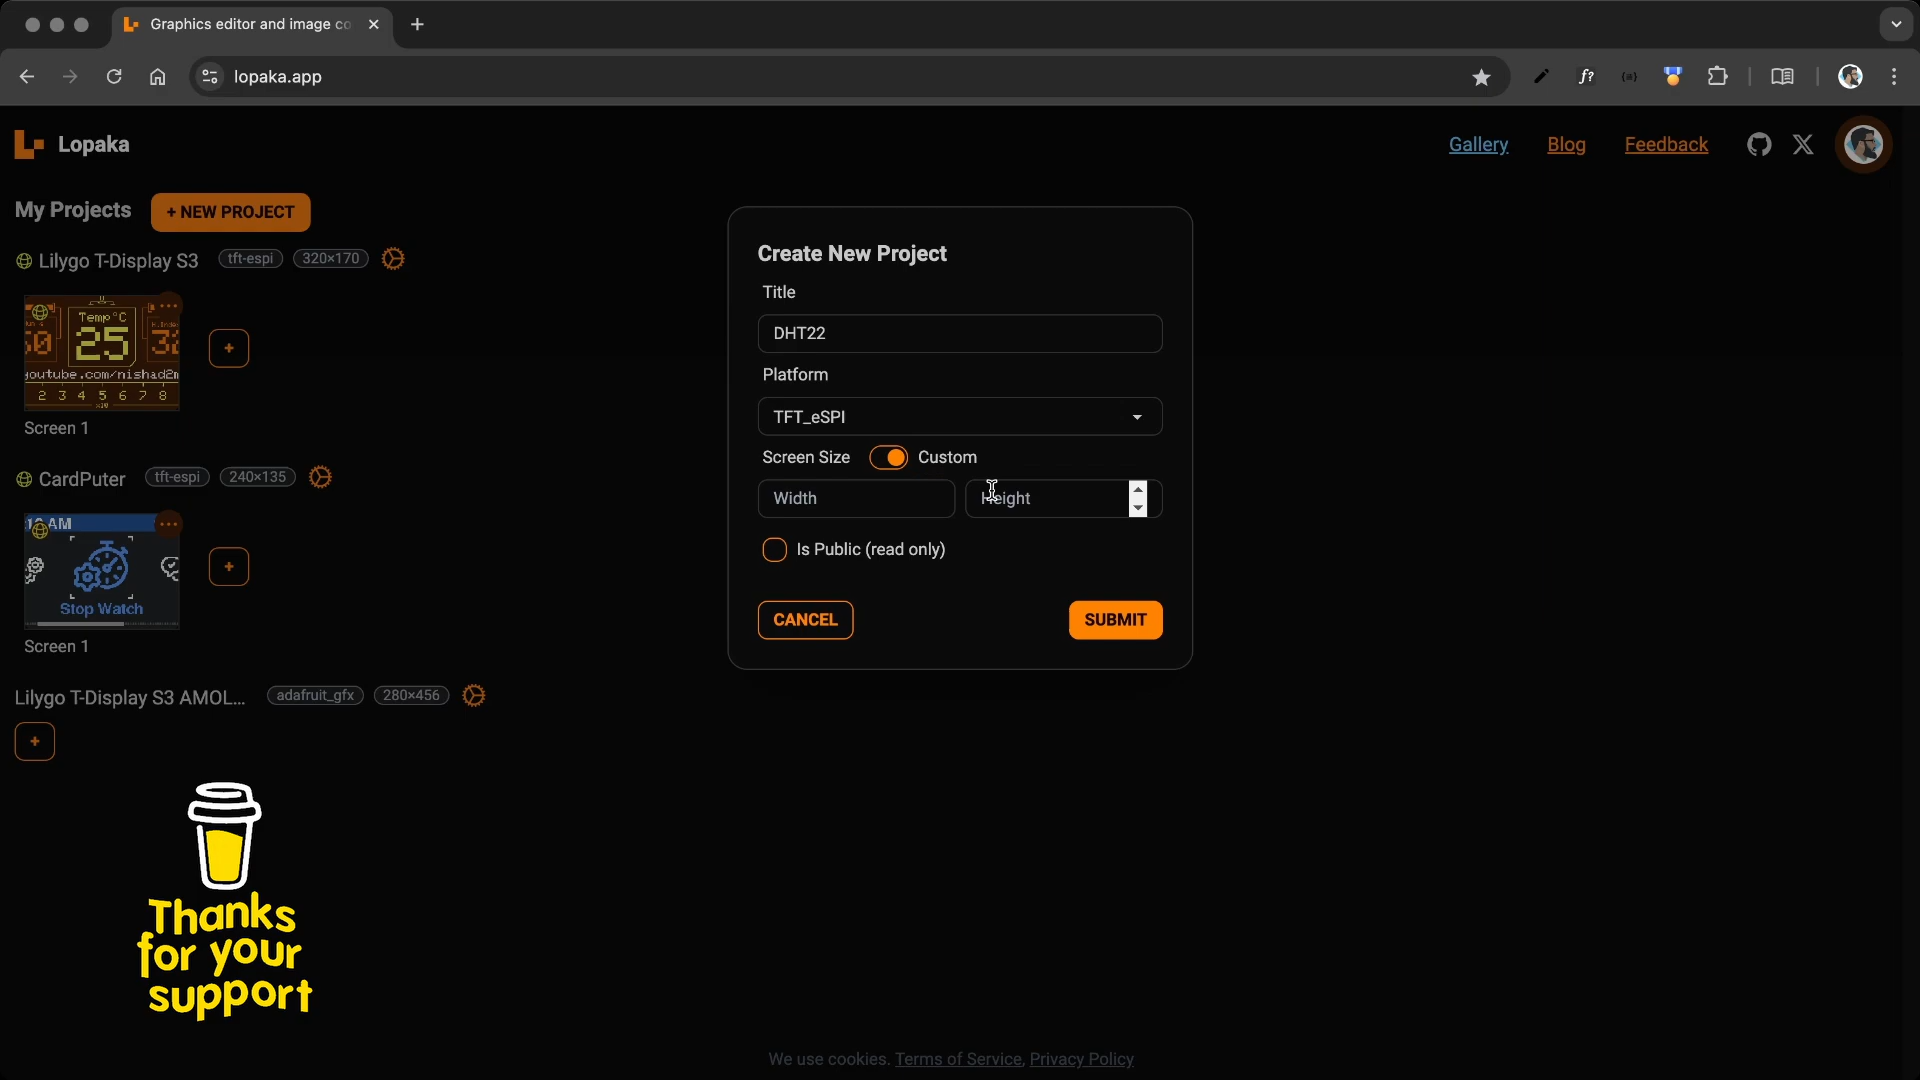 Graphics editor and image co
lopaka.app
Lopaka
Gallery
Blog
Feedback
My Projects
+ NEW PROJECT
Lilygo T-Display S3
tft-espi
320×170
Temp°C
25
youtube.com/nishad2m
2 3 4 5 6 7 8
x10
Screen 1
CardPuter
tft-espi
240×135
AM
Stop Watch
Screen 1
Lilygo T-Display S3 AMOL...
adafruit_gfx
280×456
Thanks
for your
support
Create New Project
Title
DHT22
Platform
TFT_eSPI
Screen Size
Custom
Width
Height
Is Public (read only)
CANCEL
SUBMIT
We use cookies. Terms of Service, Privacy Policy